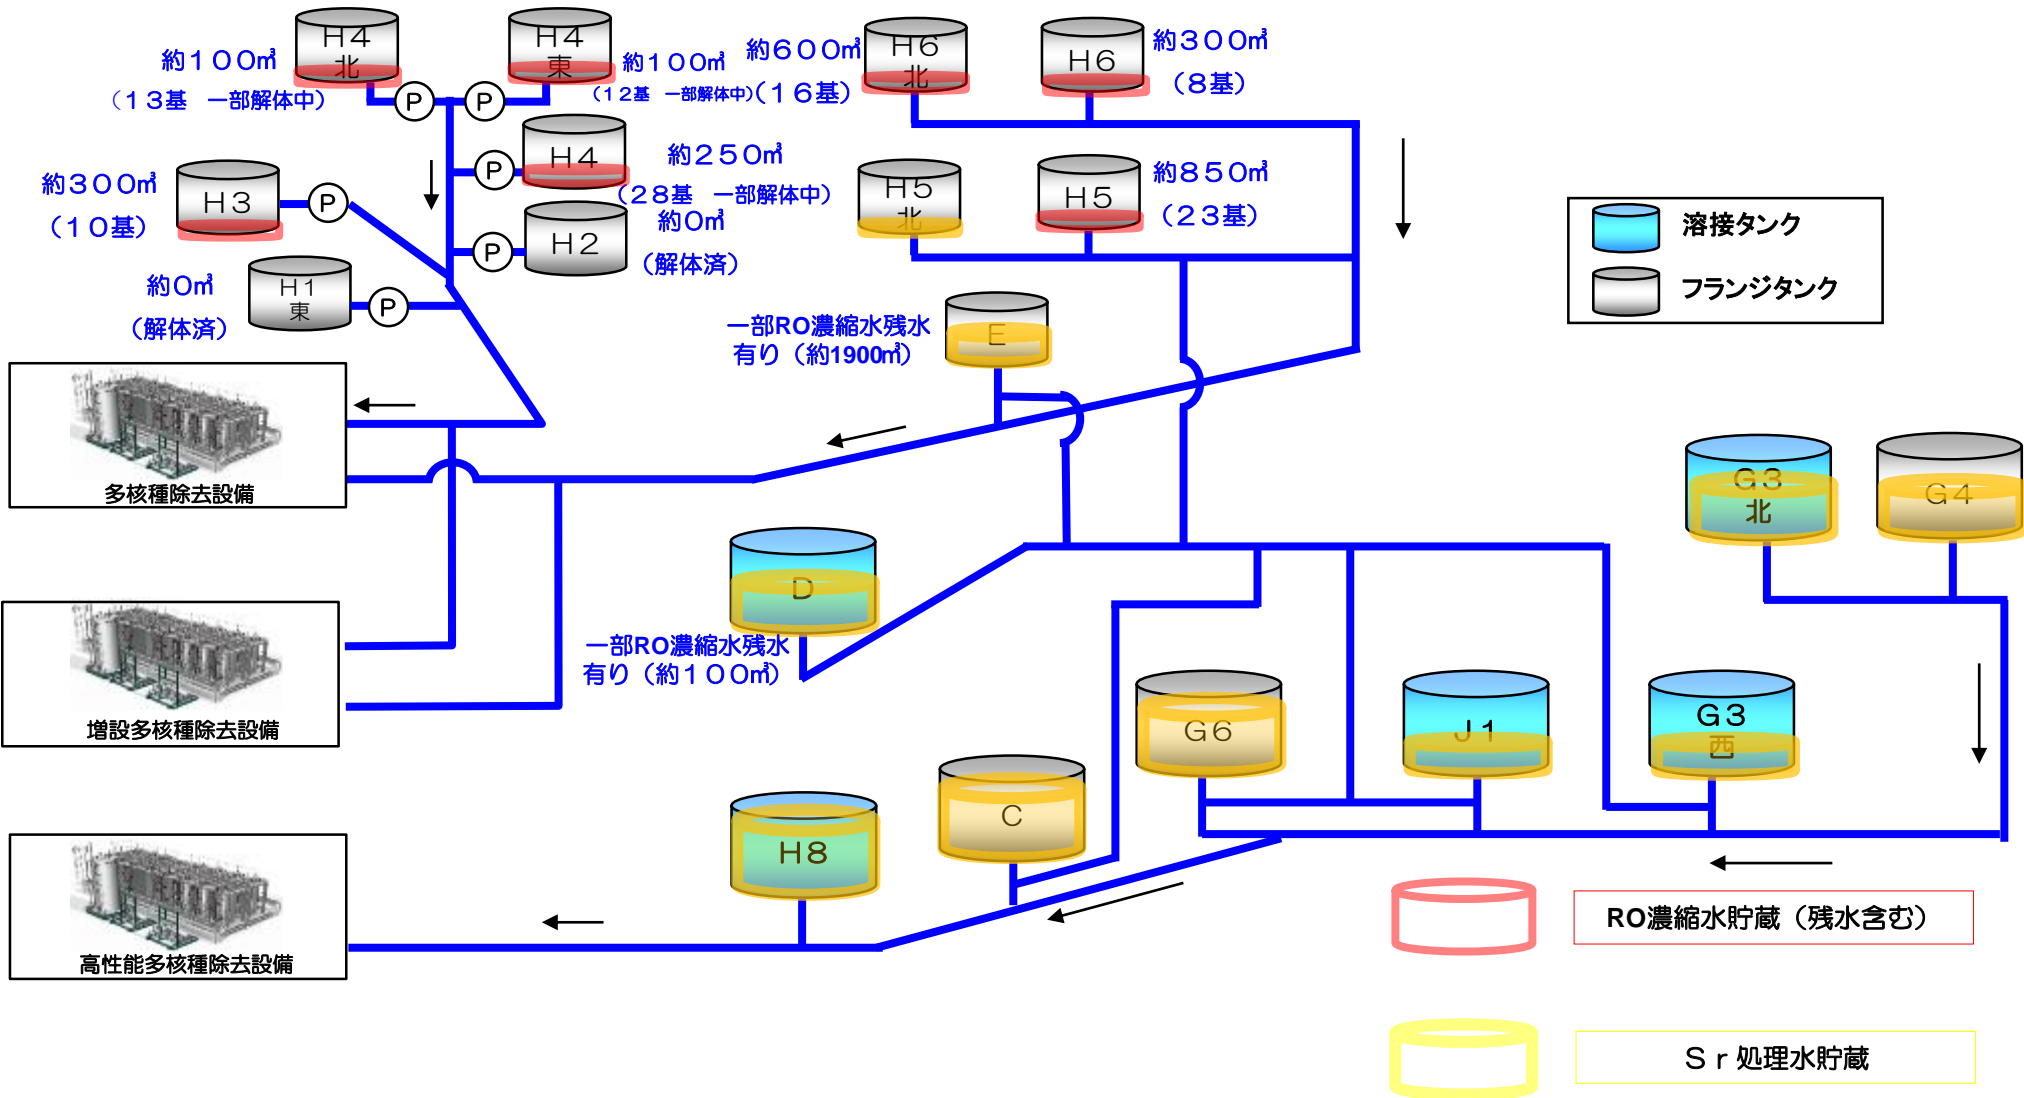 H4
北
約100㎥
(13基 一部解体中)
P
H4
東
P
約100㎥
(12基 一部解体中)
約600㎥
(16基)
H6
北
H6
約300㎥
(8基)
H4
P
約250㎥
(28基 一部解体中)
約300㎥
(10基)
H3
P
H2
P
約0㎥
(解体済)
H5
北
H5
約850㎥
(23基)
約0㎥
(解体済)
H1
東
P
溶接タンク
フランジタンク
一部RO濃縮水残水
有り（約1900㎥）
E
多核種除去設備
G3
北
G4
D
一部RO濃縮水残水
有り（約100㎥）
増設多核種除去設備
G6
J1
G3
西
C
H8
高性能多核種除去設備
RO濃縮水貯蔵（残水含む）
Ｓｒ処理水貯蔵